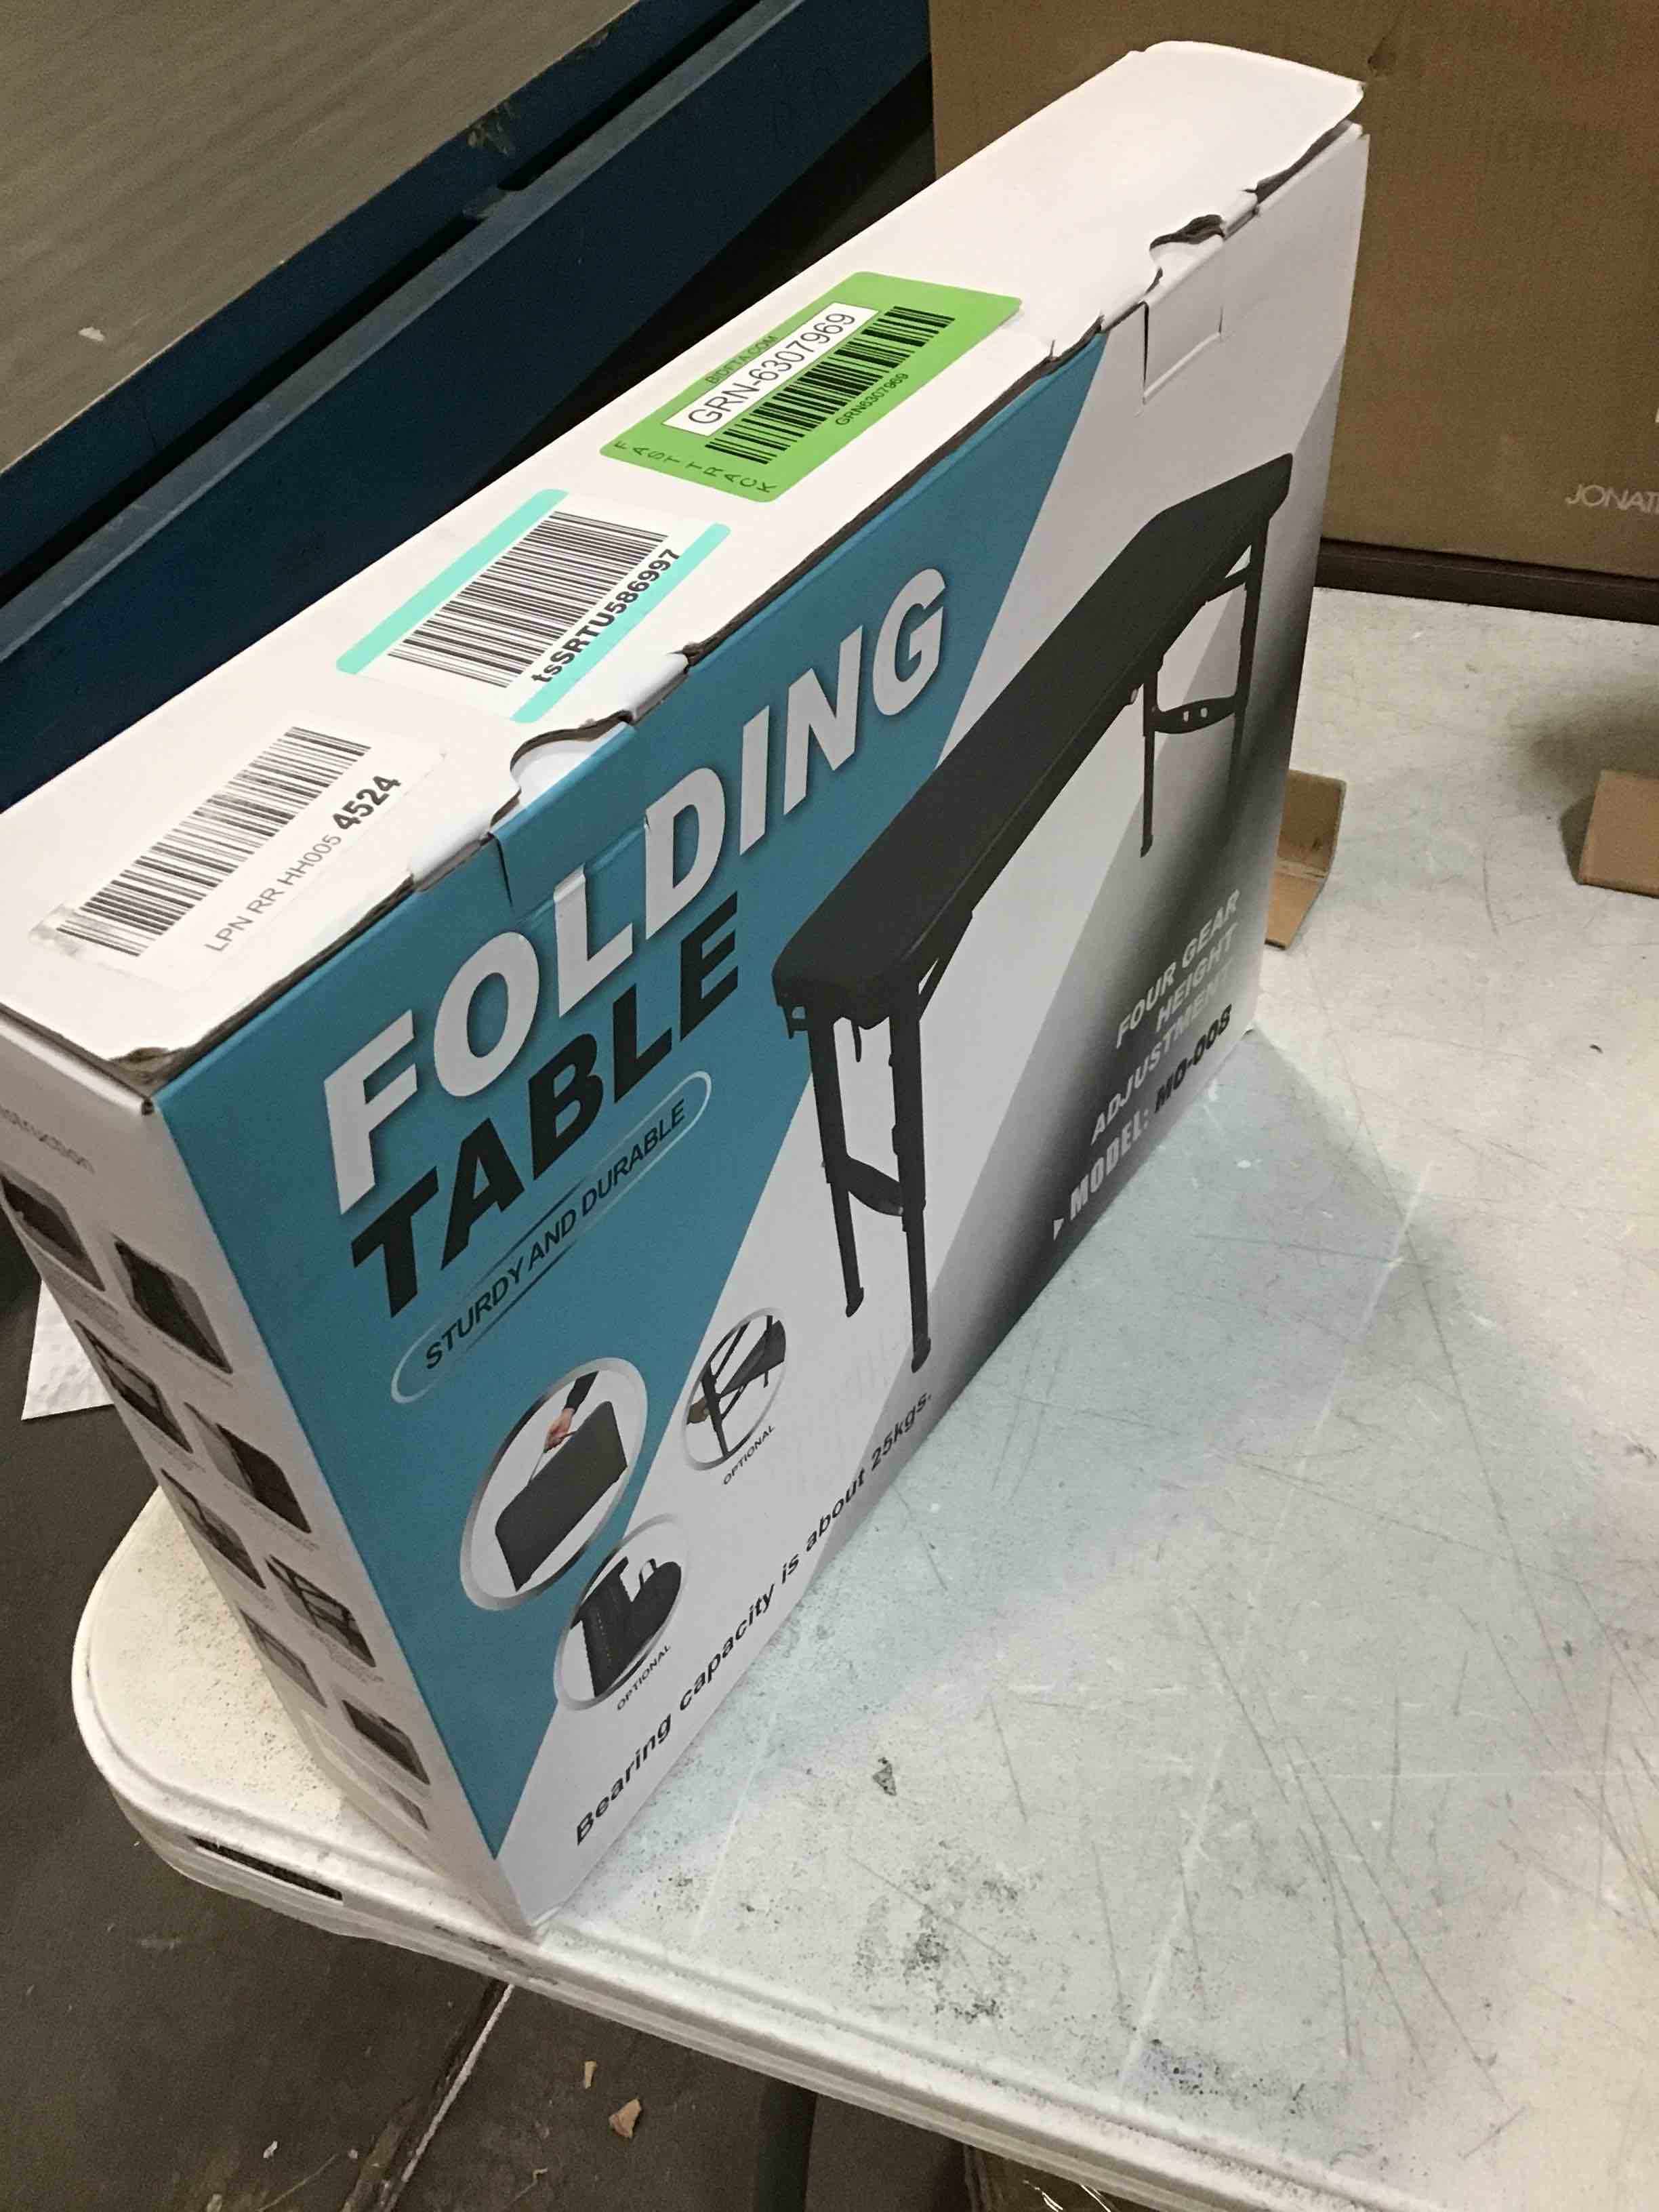 BIDFTA.COM
GRN-6307969
GRN6307969
FAST TRACK
tsSRTU586997
LPN RR HH005 4524
FOLDING
TABLE
STURDY AND DURABLE
FOUR GEAR
HEIGHT
ADJUSTMENT
MODEL: MO-008
OPTIONAL
OPTIONAL
Bearing capacity is about 25kgs.